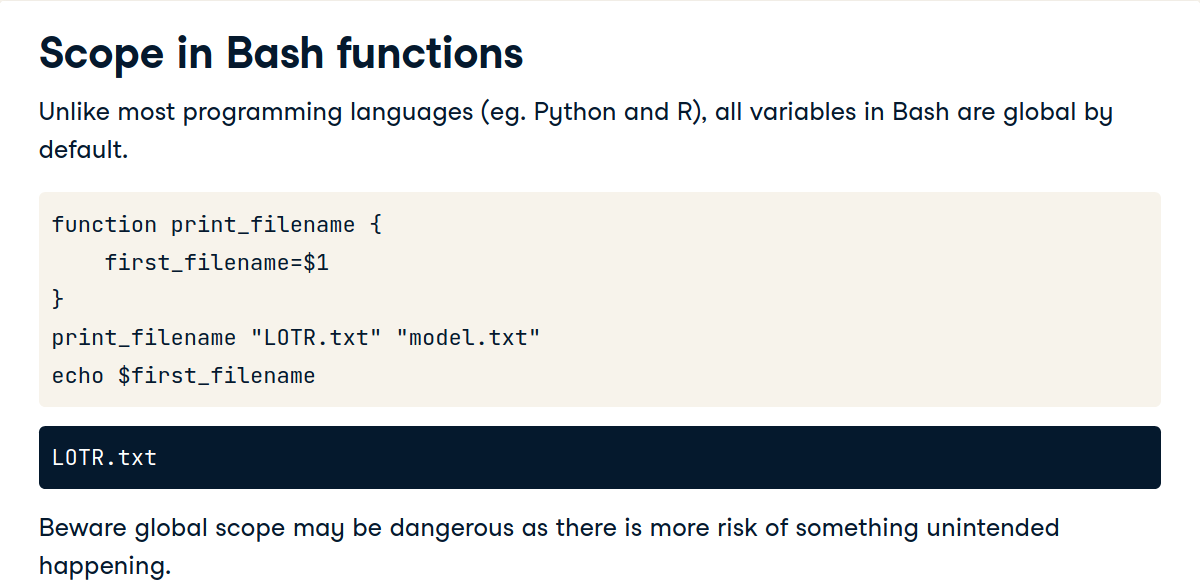 Scope in Bash functions
Unlike most programming languages (eg. Python and R), all variables in Bash are global by
default.
function print_filename {
    first_filename=$1
}
print_filename "LOTR.txt" "model.txt"
echo $first_filename
LOTR.txt
Beware global scope may be dangerous as there is more risk of something unintended
happening.